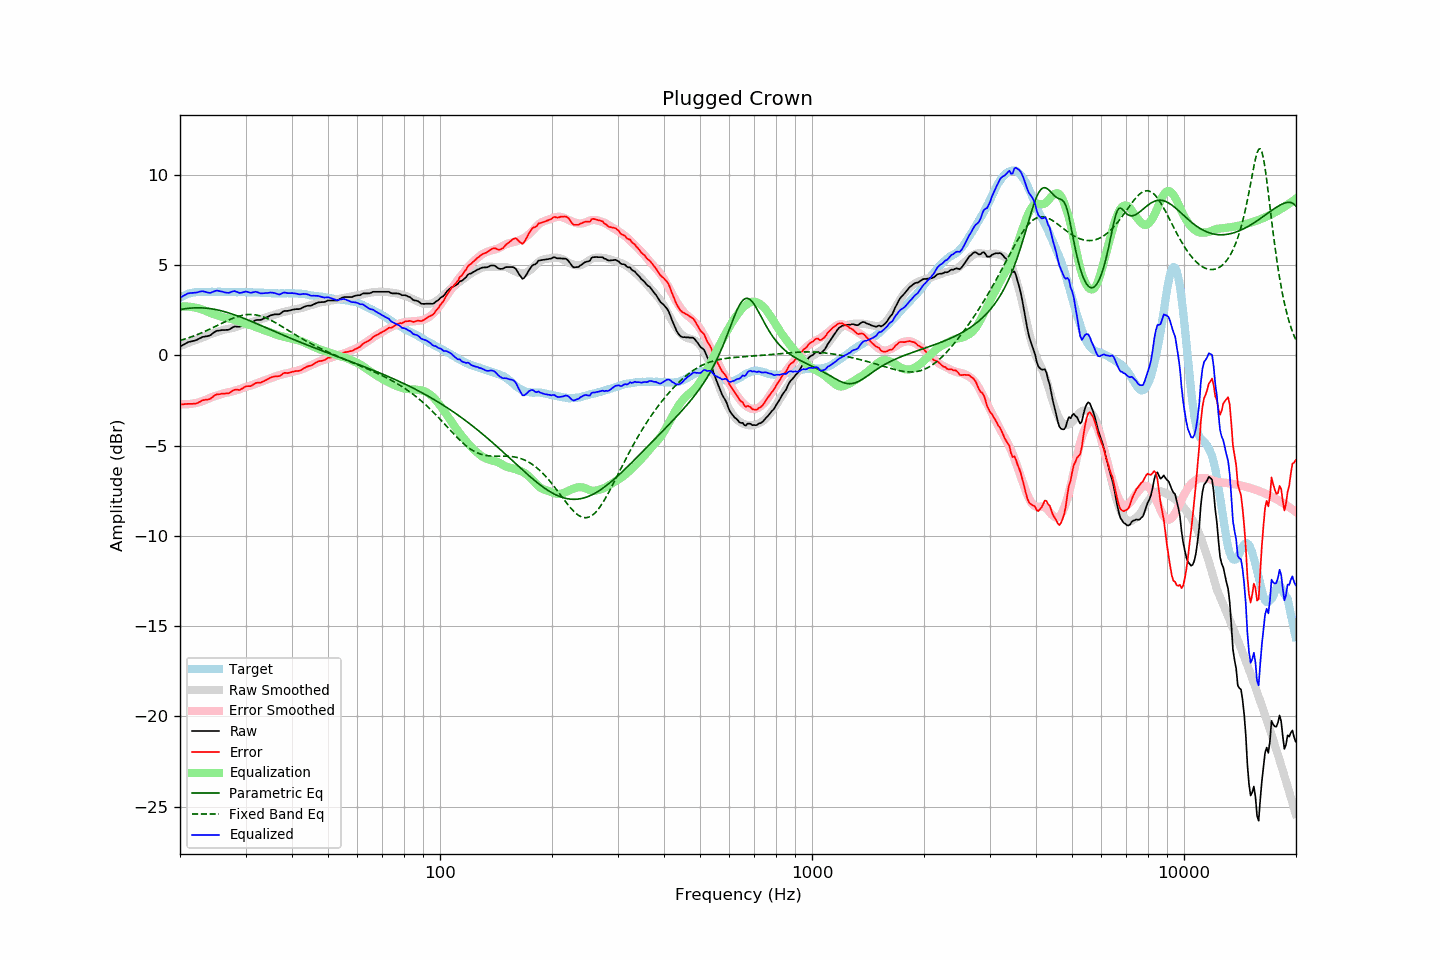 Plugged Crown
Amplitude (dBr)
10
5
0
−5
−10
−15
−20
−25
Target
Raw Smoothed
Error Smoothed
Raw
Error
Equalization
Parametric Eq
Fixed Band Eq
Equalized
100
1000
10000
Frequency (Hz)